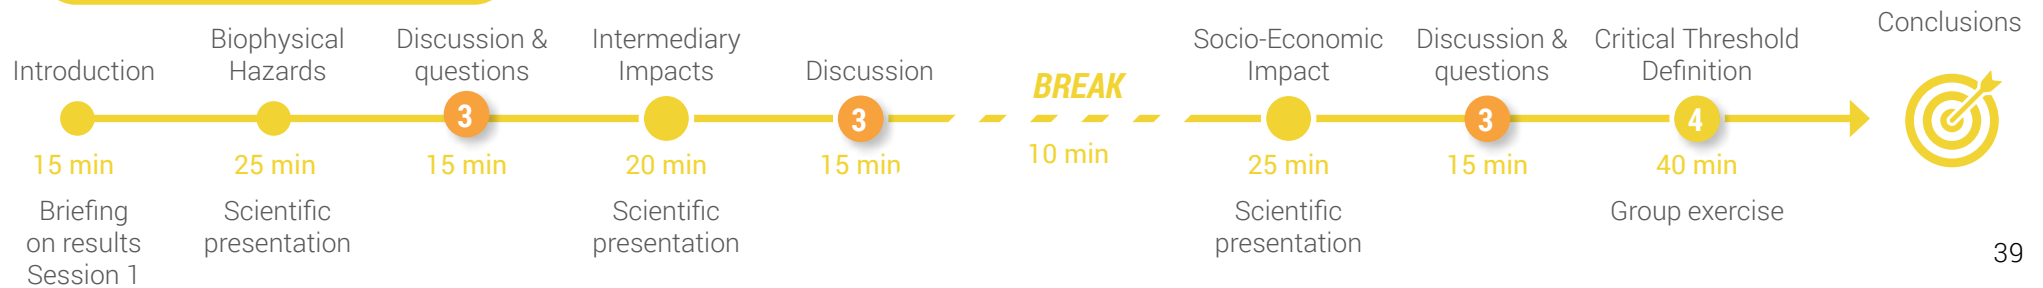 Introduction
15 min
Briefing
on results
Session 1
Biophysical
Hazards
25 min
Scientific
presentation
Discussion &
questions
3
15 min
Intermediary
Impacts
20 min
Scientific
presentation
Discussion
3
15 min
BREAK
10 min
Socio-Economic
Impact
25 min
Scientific
presentation
Discussion &
questions
3
15 min
Critical Threshold
Definition
4
40 min
Group exercise
Conclusions
39